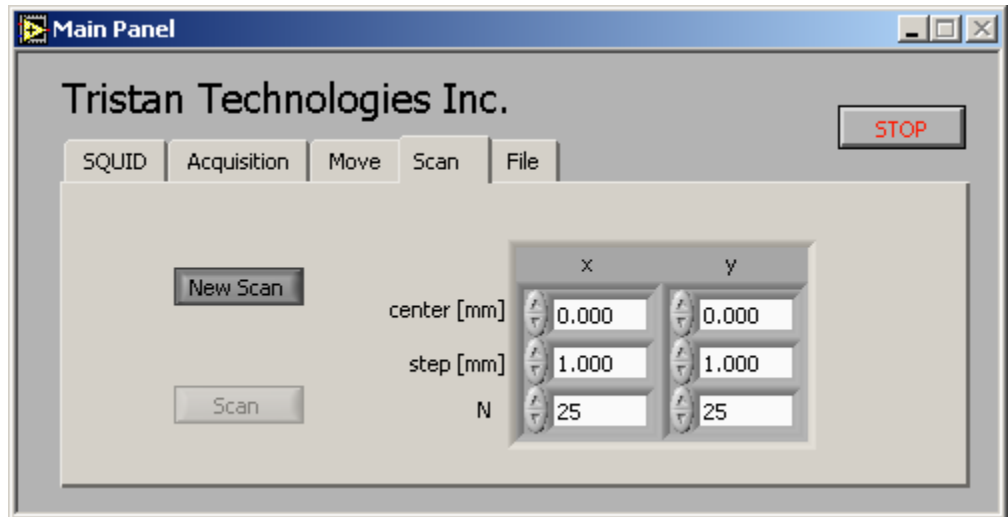 Main Panel
Tristan Technologies Inc.
STOP
SQUID Acquisition Move Scan File
x y
New Scan
center [mm] 0.000 0.000
step [mm] 1.000 1.000
Scan
N 25 25